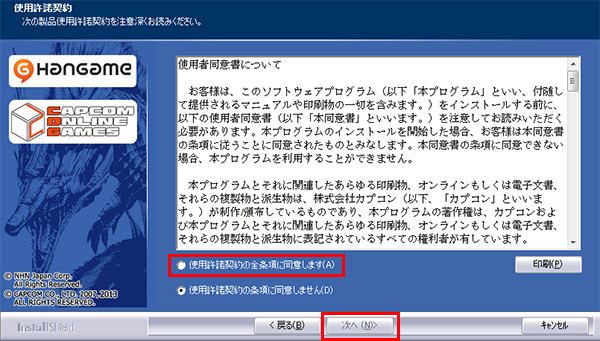 使用許諾契約
次の製品使用許諾契約を注意深くお読みください。
HANGAME
CAPCOM
ONLINE
GAMES
使用者同意書について
お客様は、このソフトウェアプログラム（以下「本プログラム」といい、付随し
て提供されるマニュアルや印刷物の一切を含みます。）をインストールする前に、
以下の使用者同意書（以下「本同意書」といいます。）を注意してお読みいただく
必要があります。本プログラムのインストールを開始した場合、お客様は本同意書
の条項に従うことに同意されたものとみなします。本同意書の条項に同意できない
場合、本プログラムを利用することができません。
本プログラムとそれに関連したあらゆる印刷物、オンラインもしくは電子文書、
それらの複製物と派生物は、株式会社カプコン（以下、「カプコン」といいま
す。）が制作/頒布しているものであり、本プログラムの著作権は、カプコンおよ
び本プログラムとそれに関連したあらゆる印刷物、オンラインもしくは電子文書、
それらの複製物と派生物に表記されているすべての権利者が有しています。
使用許諾契約の全条項に同意します(A)
印刷(P)
使用許諾契約の条項に同意しません(D)
© NHN Japan Corp.
All Rights Reserved.
© CAPCOM CO., LTD. 2007, 2013
ALL RIGHTS RESERVED.
InstallShield
< 戻る(B)
次へ (N)>
キャンセル